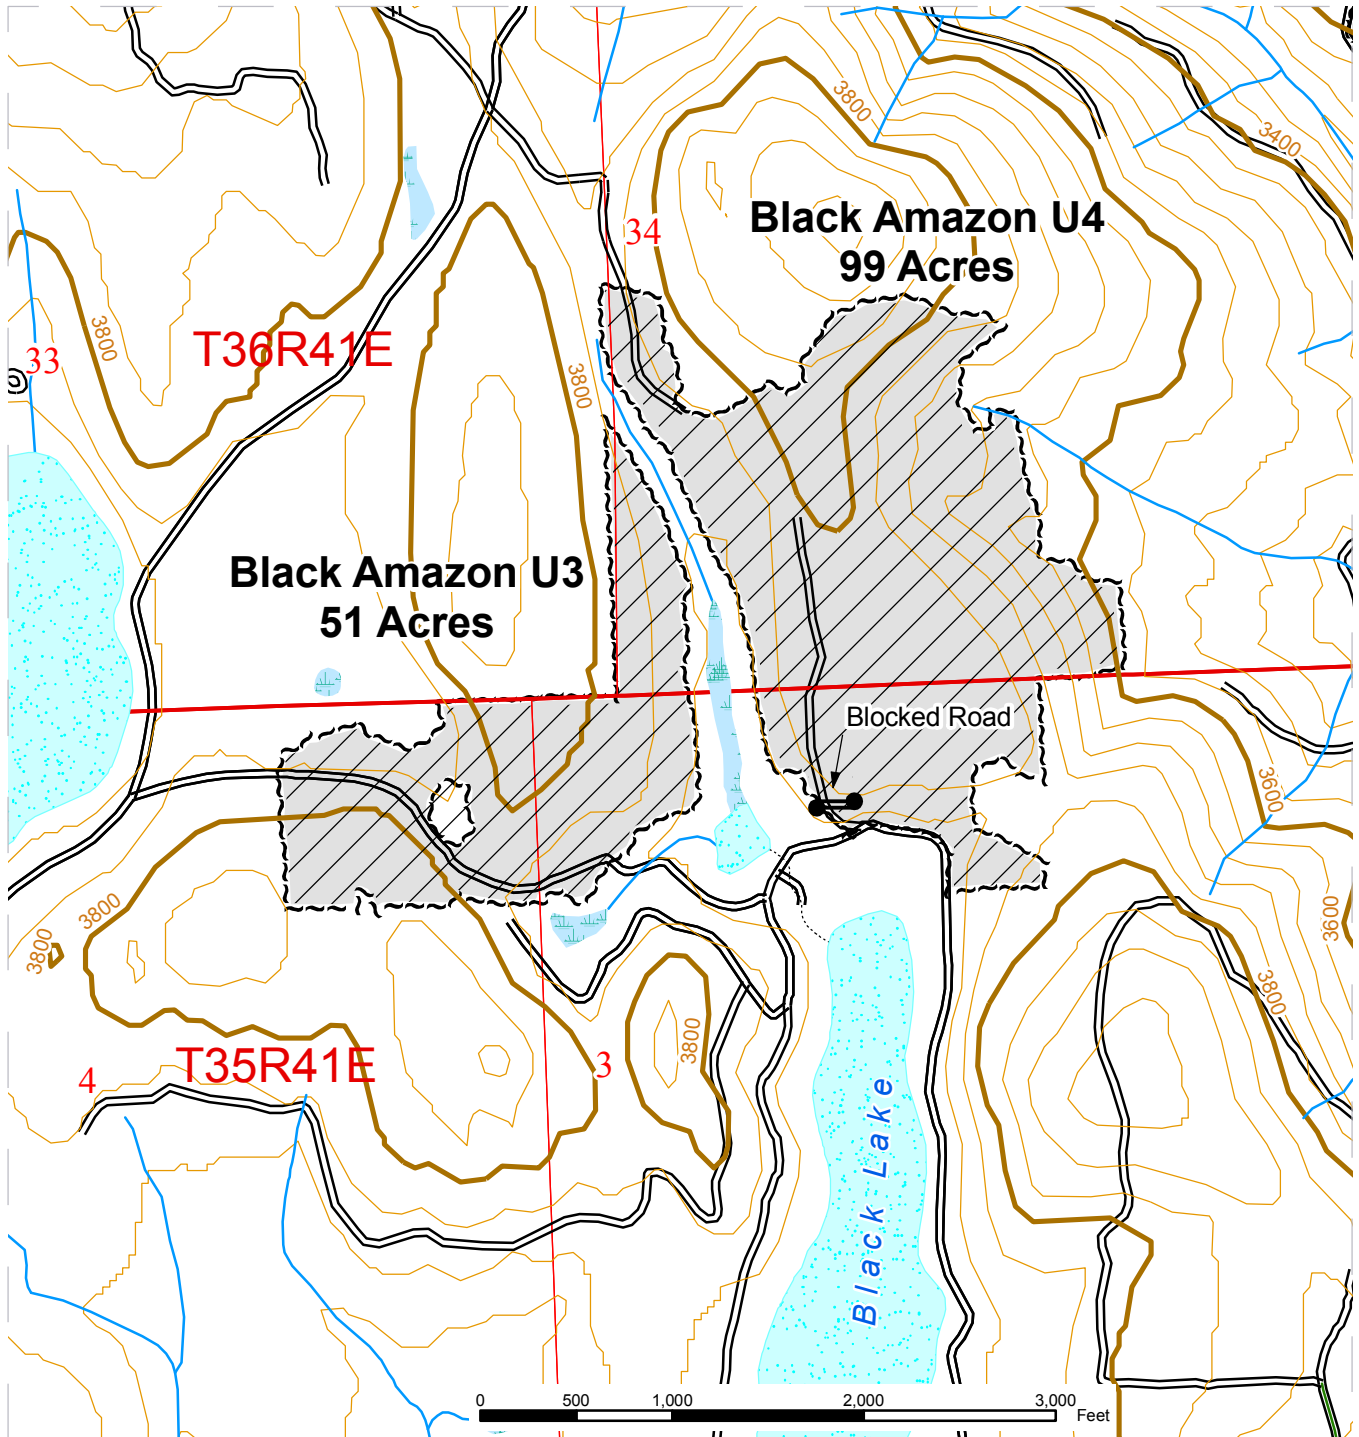 3800
3400
34
Black Amazon U4
99 Acres
3800
T36R41E
33
3800
Black Amazon U3
51 Acres
Blocked Road
3600
3800
3800
3600
3800
3800
T35R41E
4
3
Black Lake
0 500 1,000 2,000 3,000
Feet